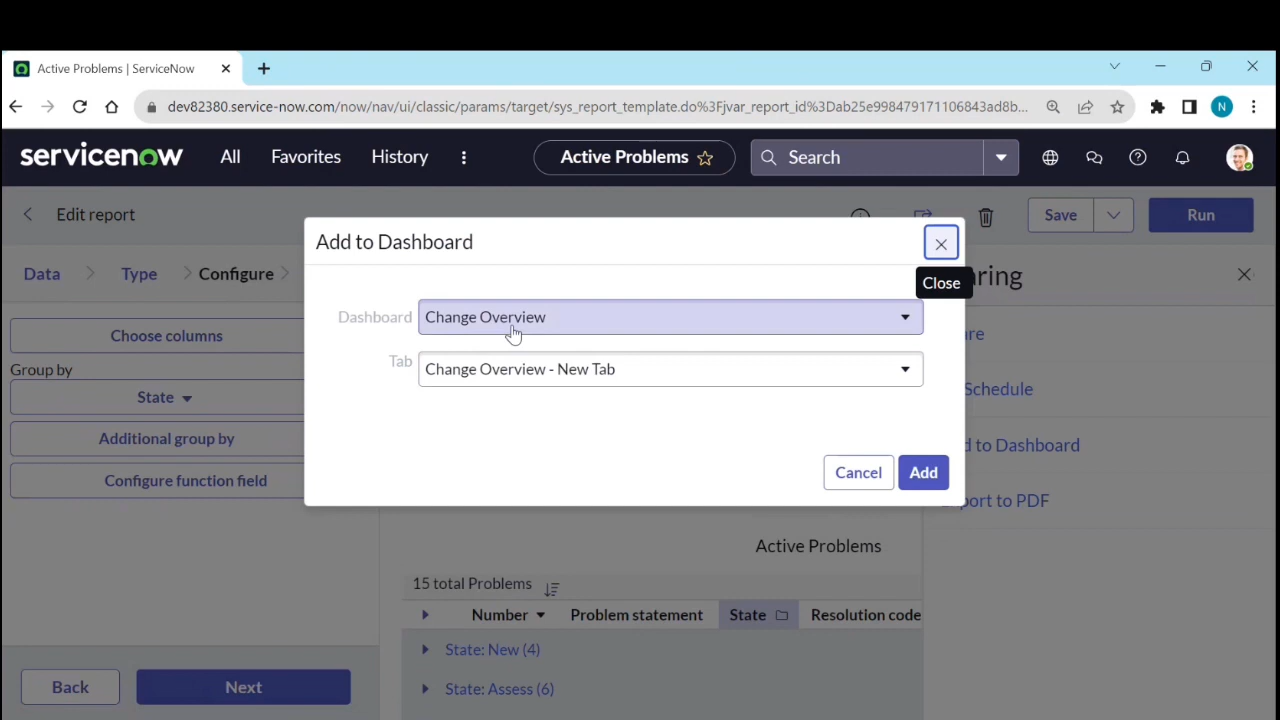 Active Problems | ServiceNow
dev82380.service-now.com/now/nav/ui/classic/params/target/sys_report_template.do%3Fjvar_report_id%3Dab25e998479171106843ad8b...
N
servicenow
All
Favorites
History
Active Problems
Search
Edit report
Save
Run
Add to Dashboard
Data
Type
Configure
Close
ring
Choose columns
Dashboard
Change Overview
re
Group by
Tab
Change Overview - New Tab
State
Schedule
Additional group by
d to Dashboard
Configure function field
Cancel
Add
port to PDF
Active Problems
15 total Problems
Number
Problem statement
State
Resolution code
State: New (4)
State: Assess (6)
Back
Next